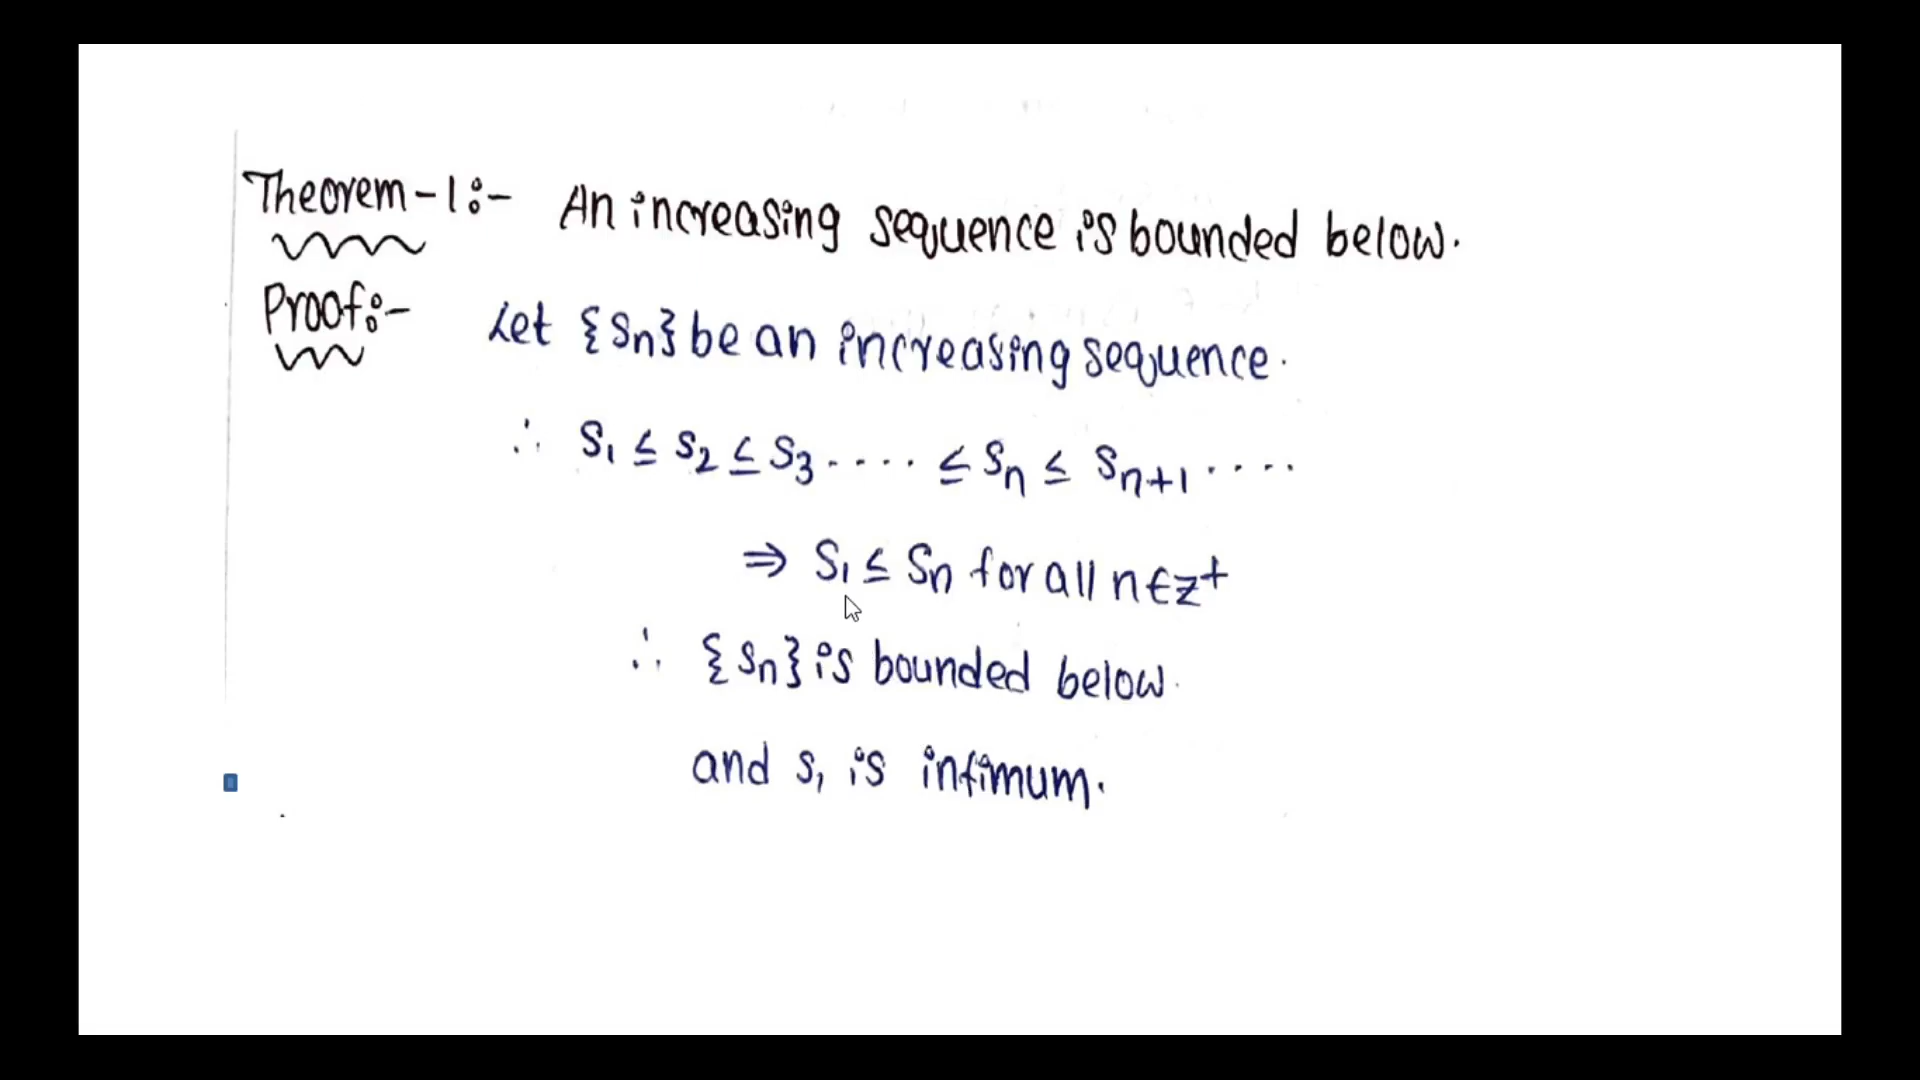 Theorem-1:- An increasing sequence is bounded below.
Proof:- Let {Sn} be an increasing sequence.
∴ S₁ ≤ S₂ ≤ S₃ ..... ≤ Sn ≤ Sn+1 ....
⇒ S₁ ≤ Sn for all n∈z⁺
∴ {Sn} is bounded below.
and S₁ is infimum.